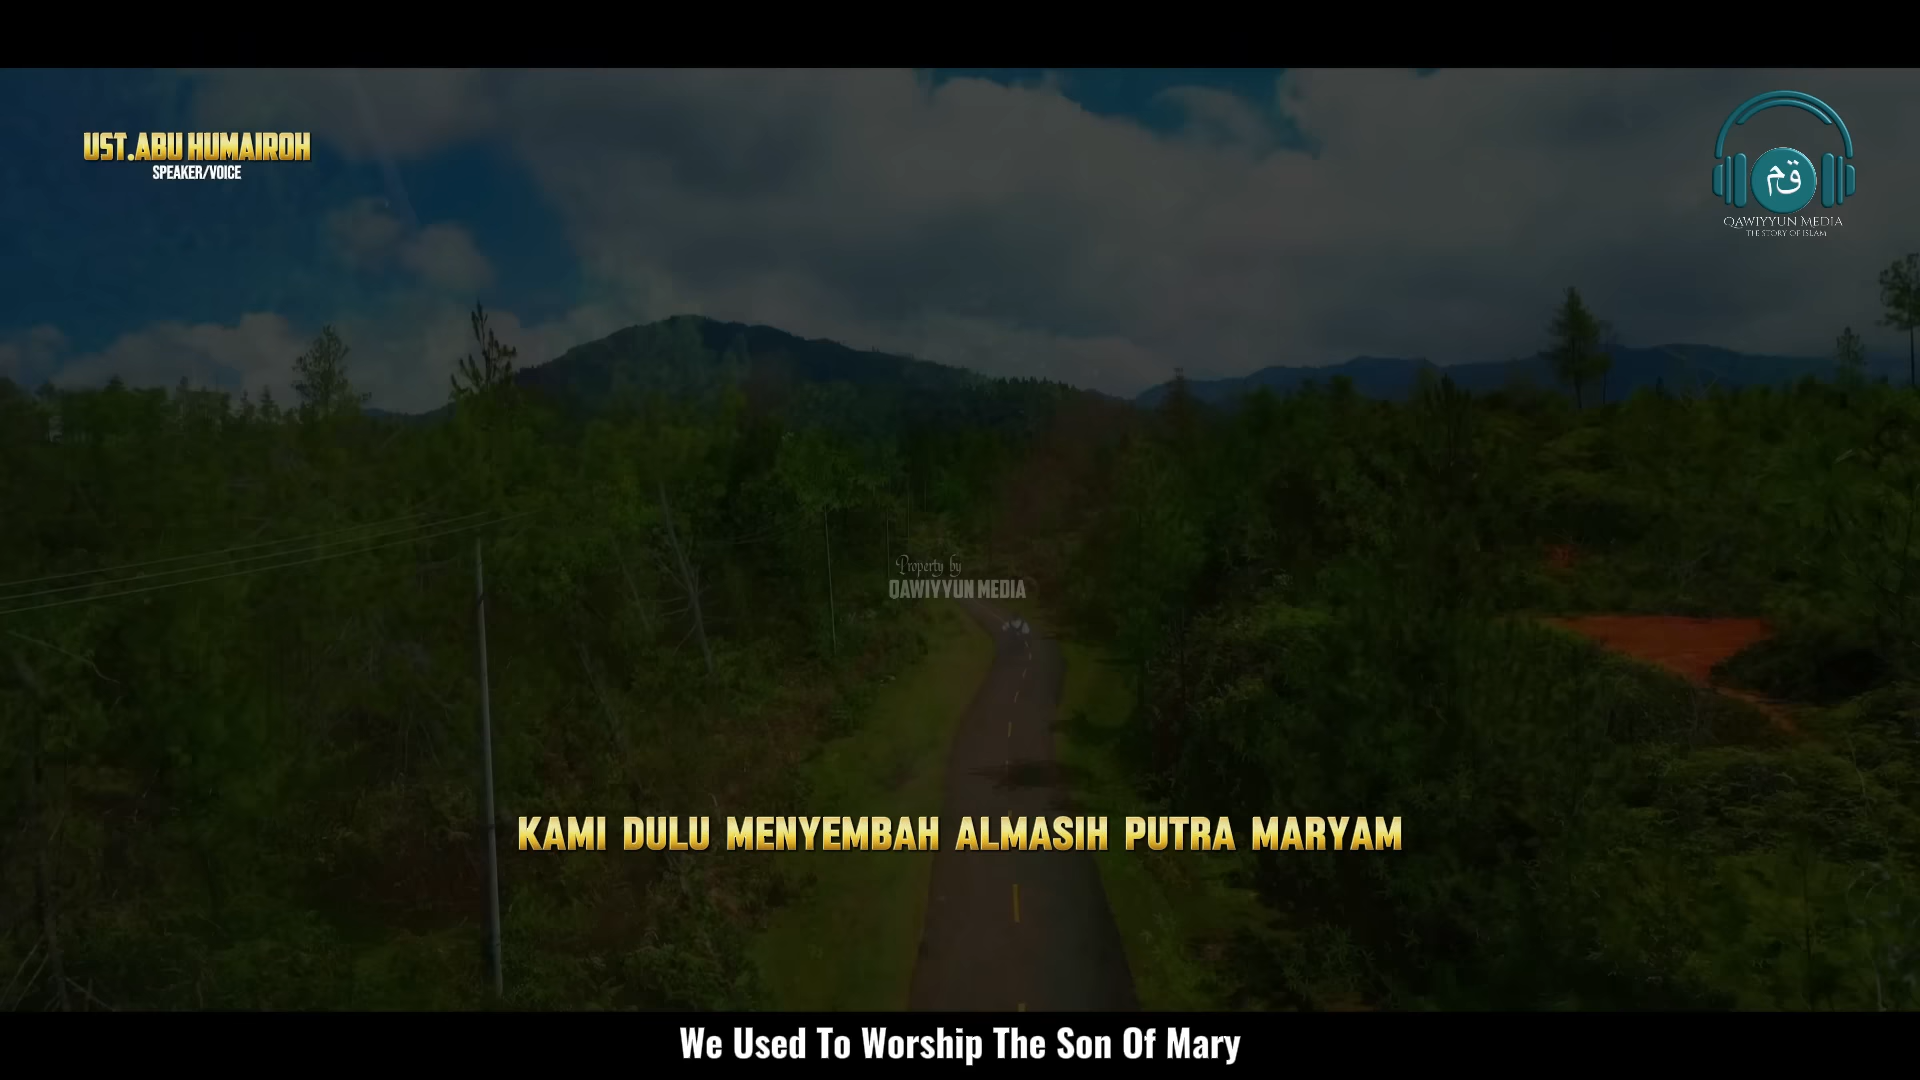 UST.ABU HUMAIROH
SPEAKER/VOICE
قم
QAWIYYUN MEDIA
THE STORY OF ISLAM
Property by
QAWIYYUN MEDIA
KAMI DULU MENYEMBAH ALMASIH PUTRA MARYAM
We Used To Worship The Son Of Mary